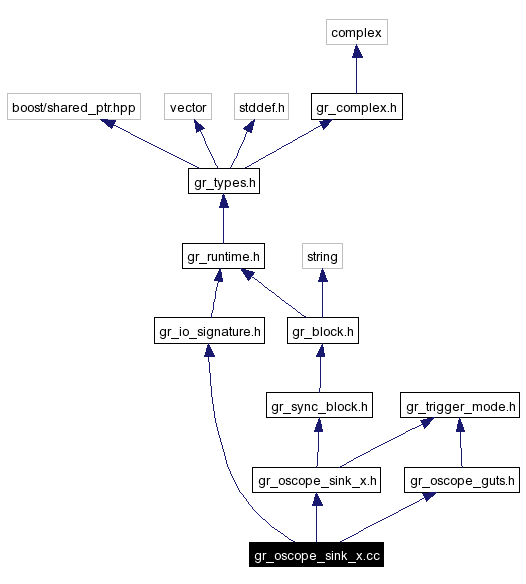 complex
boost/shared_ptr.hpp
vector
stddef.h
gr_complex.h
gr_types.h
gr_runtime.h
string
gr_io_signature.h
gr_block.h
gr_sync_block.h
gr_trigger_mode.h
gr_oscope_sink_x.h
gr_oscope_guts.h
gr_oscope_sink_x.cc